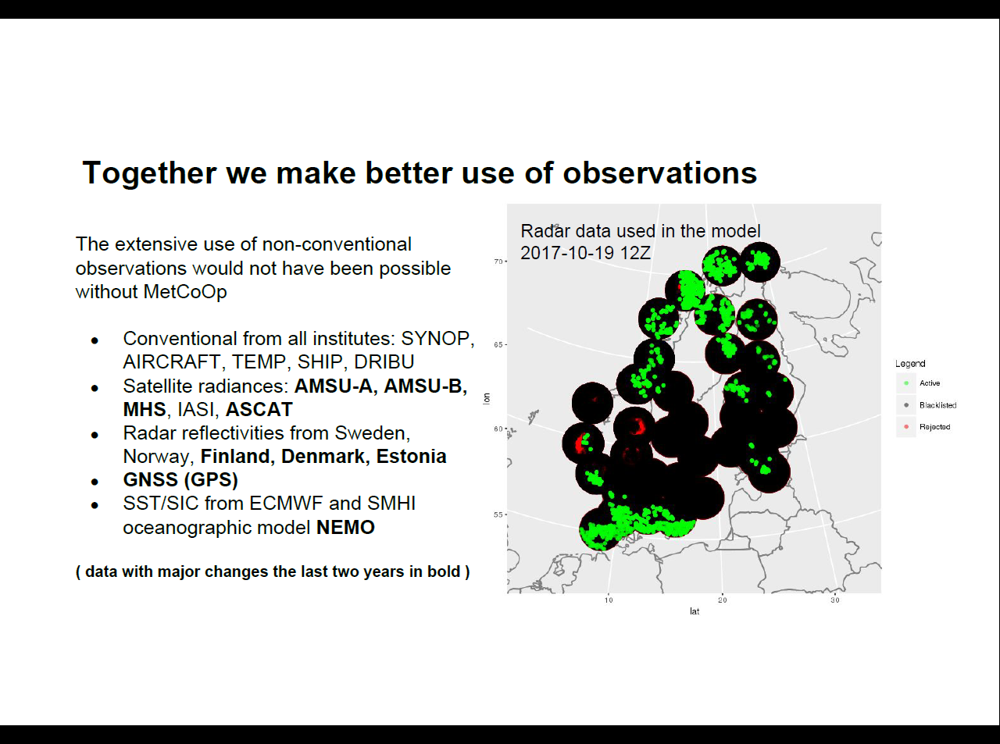 Together we make better use of observations
The extensive use of non-conventional
observations would not have been possible
without MetCoOp
● Conventional from all institutes: SYNOP,
AIRCRAFT, TEMP, SHIP, DRIBU
● Satellite radiances: AMSU-A, AMSU-B,
MHS, IASI, ASCAT
● Radar reflectivities from Sweden,
Norway, Finland, Denmark, Estonia
● GNSS (GPS)
● SST/SIC from ECMWF and SMHI
oceanographic model NEMO
( data with major changes the last two years in bold )
Radar data used in the model
2017-10-19 12Z
70
65
60
55
lon
10
20
30
lat
Legend
Active
Blacklisted
Rejected